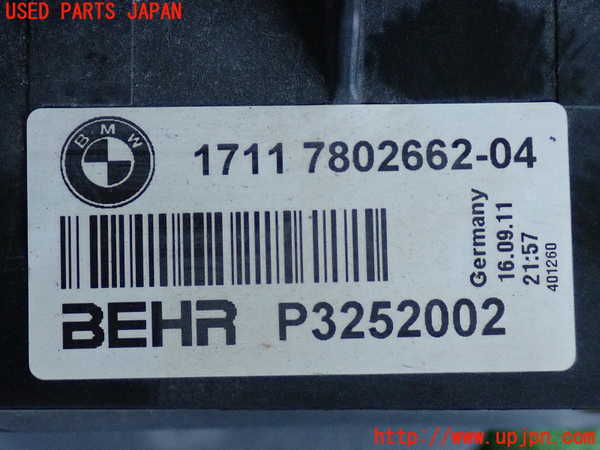 USED PARTS JAPAN
BMW
1711 7802662-04
Germany
16.09.11
21:57
401260
BEHR P3252002
http://www.upjpn.com/